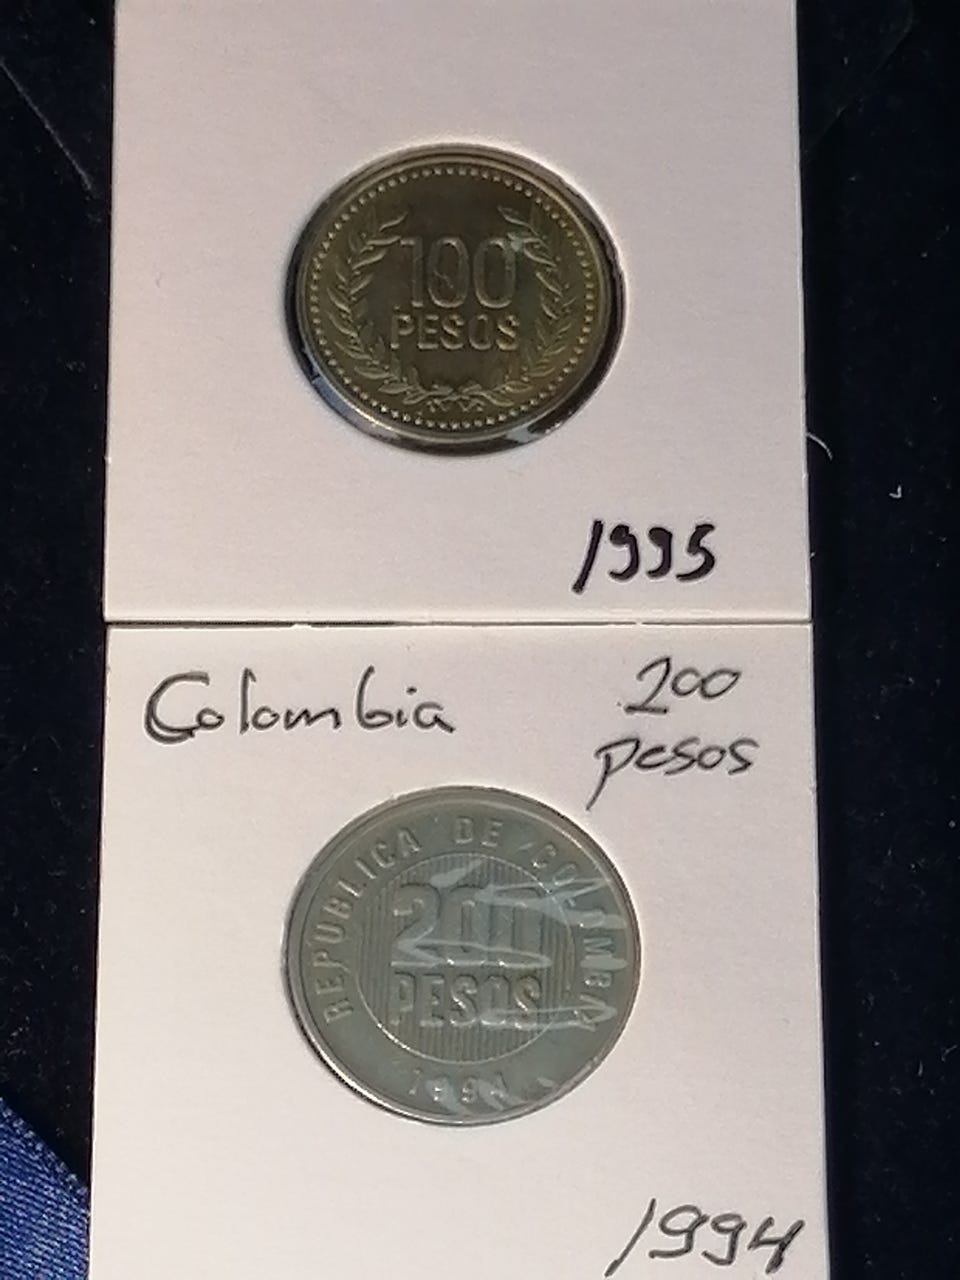 100
PESOS
1995
Colombia
200
pesos
REPUBLICA DE COLOMBIA
200
PESOS
1994
1994